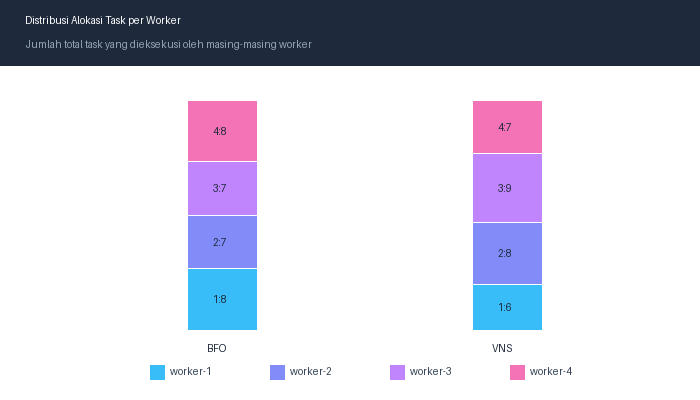 Distribusi Alokasi Task per Worker
Jumlah total task yang dieksekusi oleh masing-masing worker
4:8
3:7
2:7
1:8
4:7
3:9
2:8
1:6
BFO
VNS
worker-1
worker-2
worker-3
worker-4